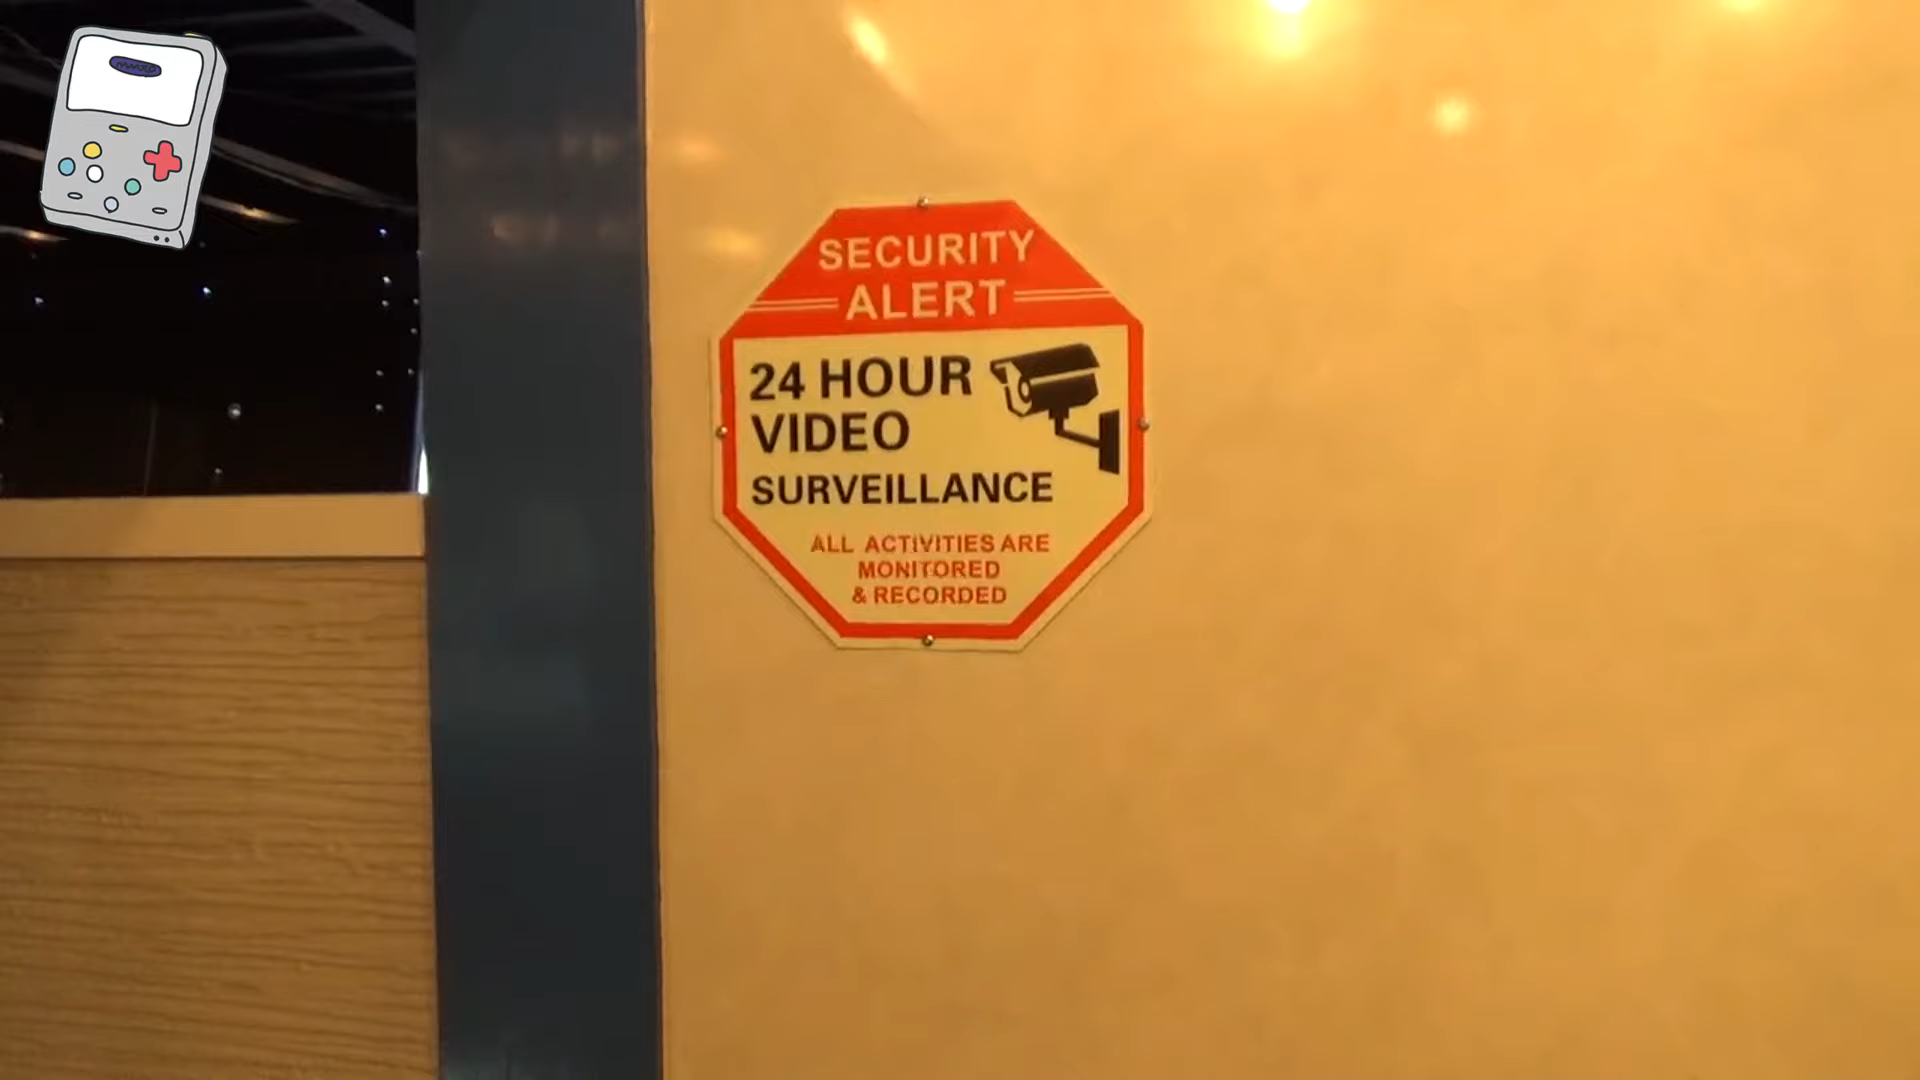 SECURITY
ALERT
24 HOUR
VIDEO
SURVEILLANCE
ALL ACTIVITIES ARE
MONITORED
& RECORDED